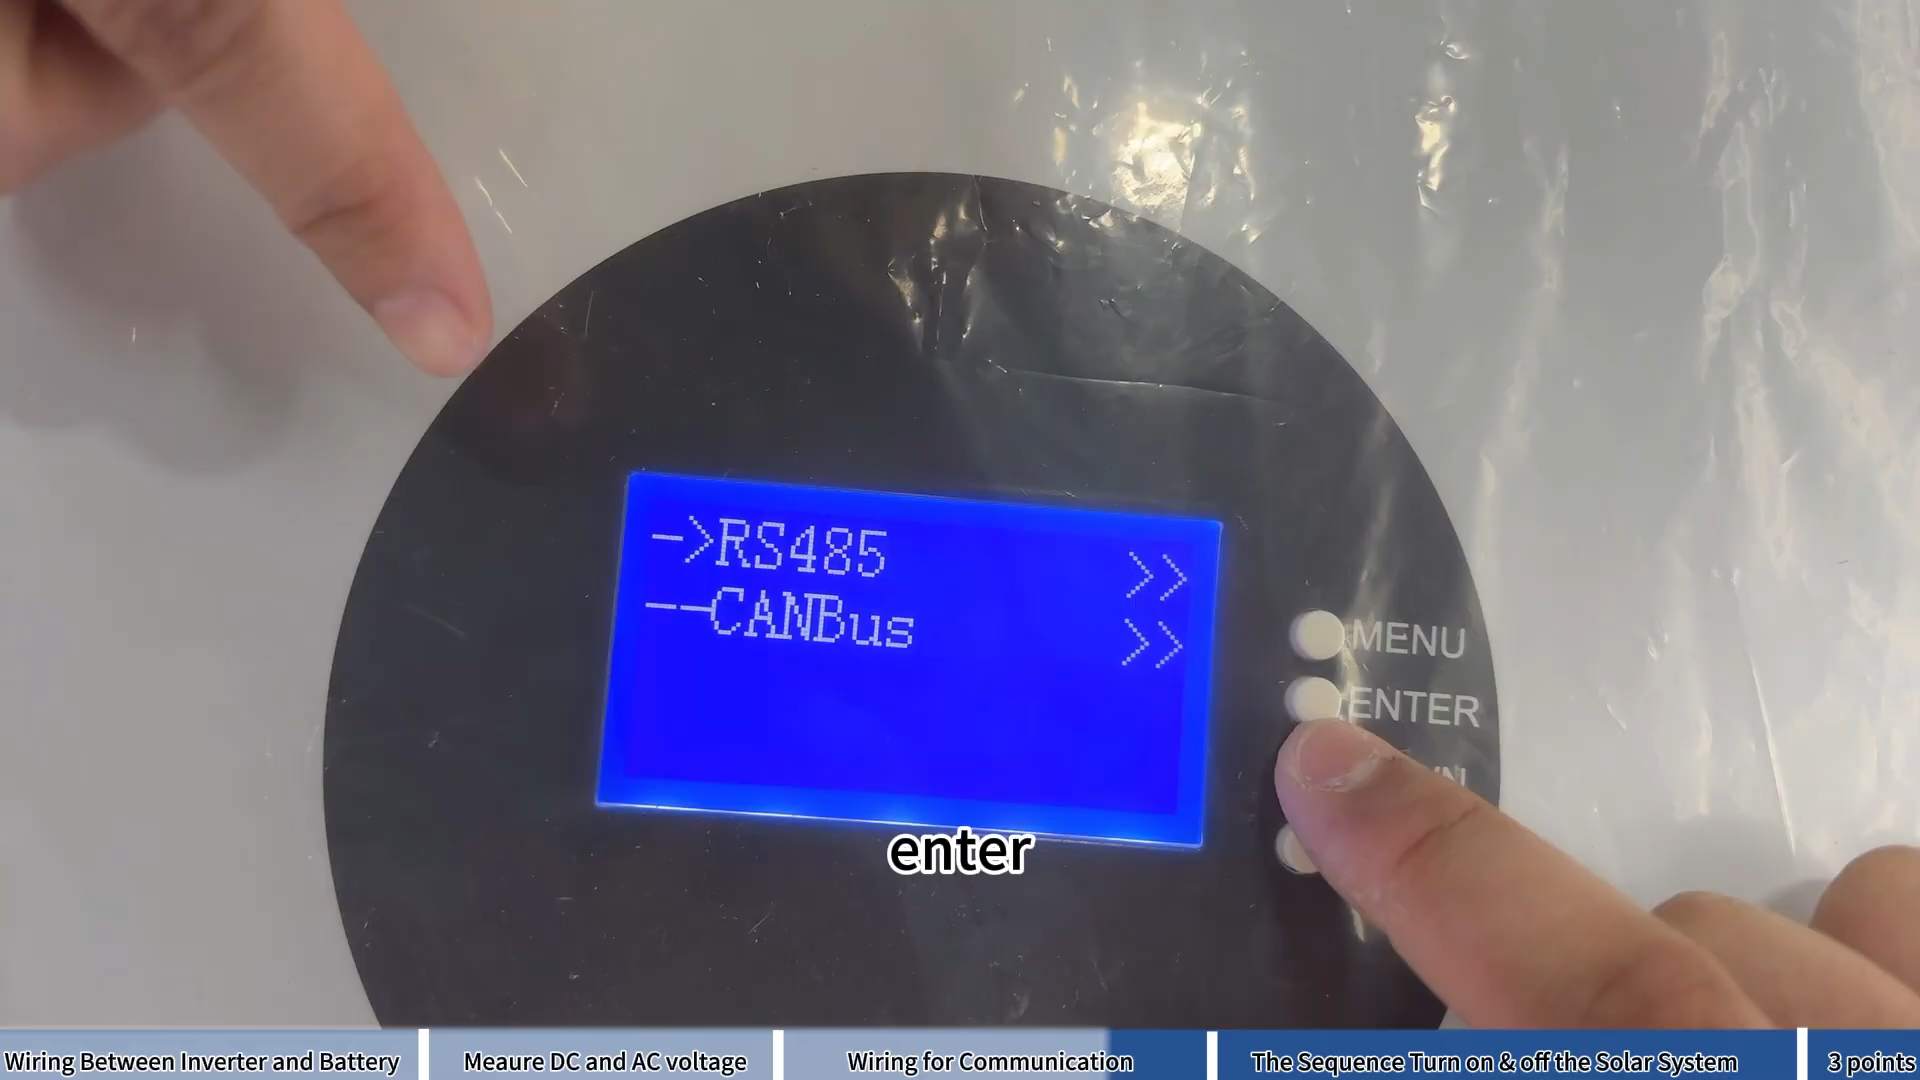 -->RS485 >>
--CANBus >>
MENU
ENTER
enter
Wiring Between Inverter and Battery
Meaure DC and AC voltage
Wiring for Communication
The Sequence Turn on & off the Solar System
3 points